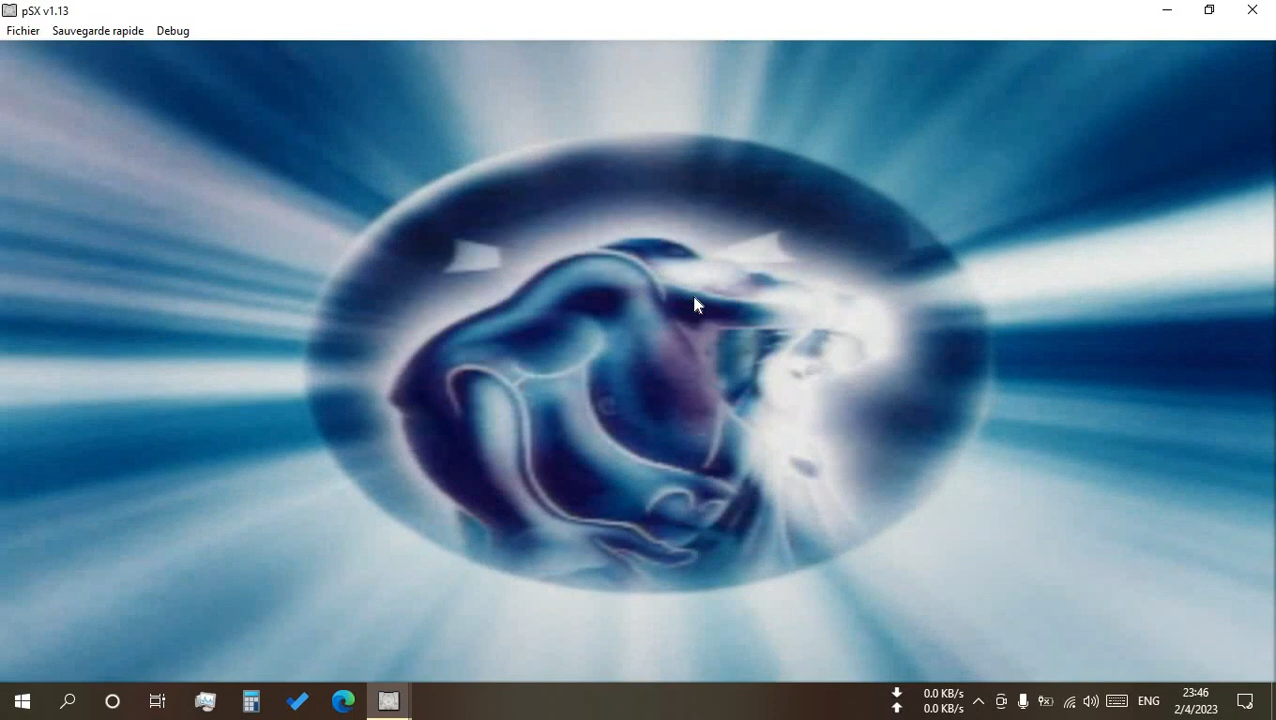 pSX v1.13
Fichier Sauvegarde rapide Debug
0.0 KB/s
0.0 KB/s
ENG
23:46
2/4/2023